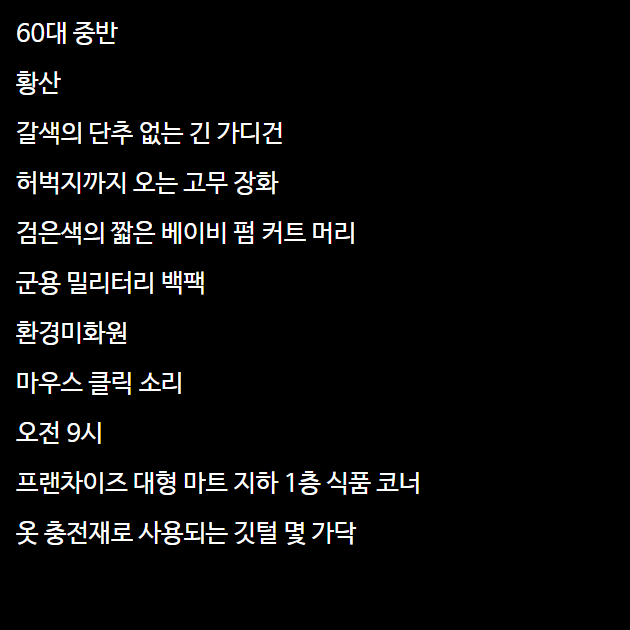 60대 중반
황산
갈색의 단추 없는 긴 가디건
허벅지까지 오는 고무 장화
검은색의 짧은 베이비 펌 커트 머리
군용 밀리터리 백팩
환경미화원
마우스 클릭 소리
오전 9시
프랜차이즈 대형 마트 지하 1층 식품 코너
옷 충전재로 사용되는 깃털 몇 가닥